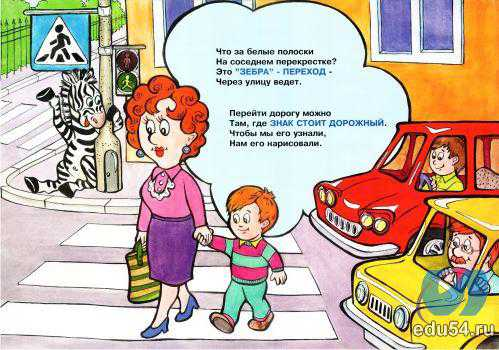 Что за белые полоски
На соседнем перекрестке?
Это "ЗЕБРА" - ПЕРЕХОД -
Через улицу ведет.
Перейти дорогу можно
Там, где ЗНАК СТОИТ ДОРОЖНЫЙ.
Чтобы мы его узнали,
Нам его нарисовали.
edu54.ru